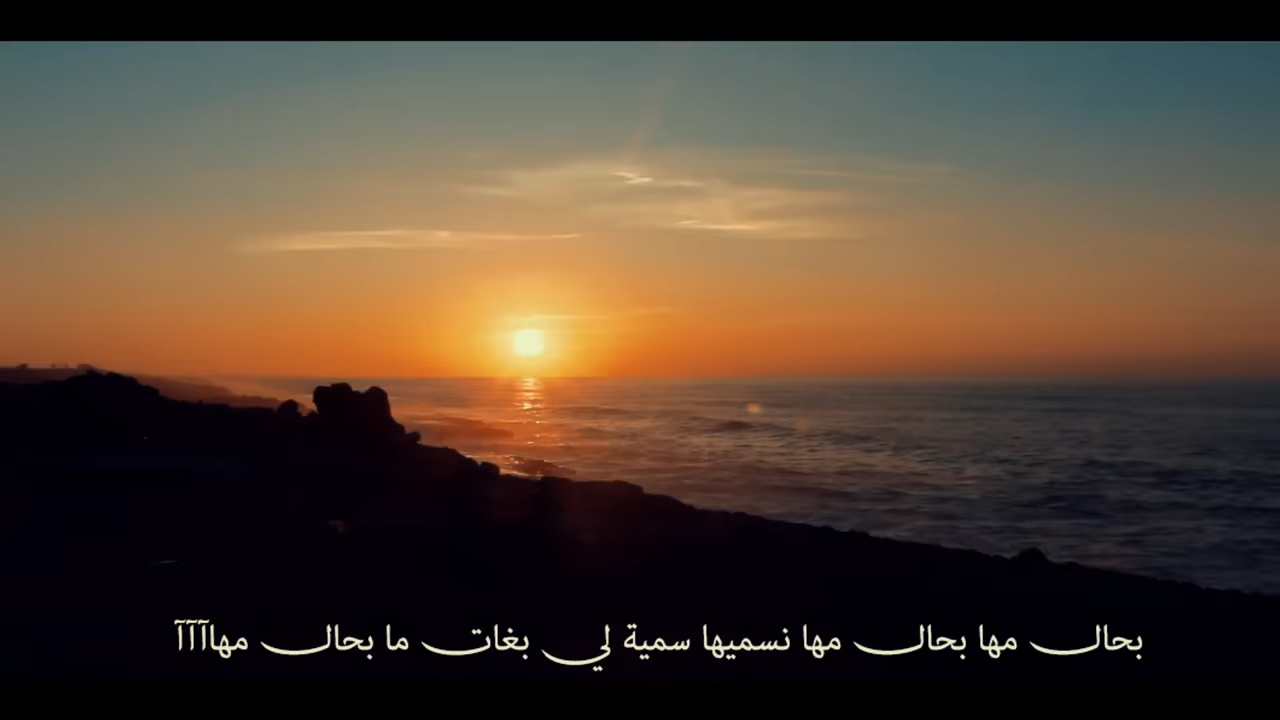 بحال مها بحال مها نسميها سمية لي بغات ما بحال مهاآآآ